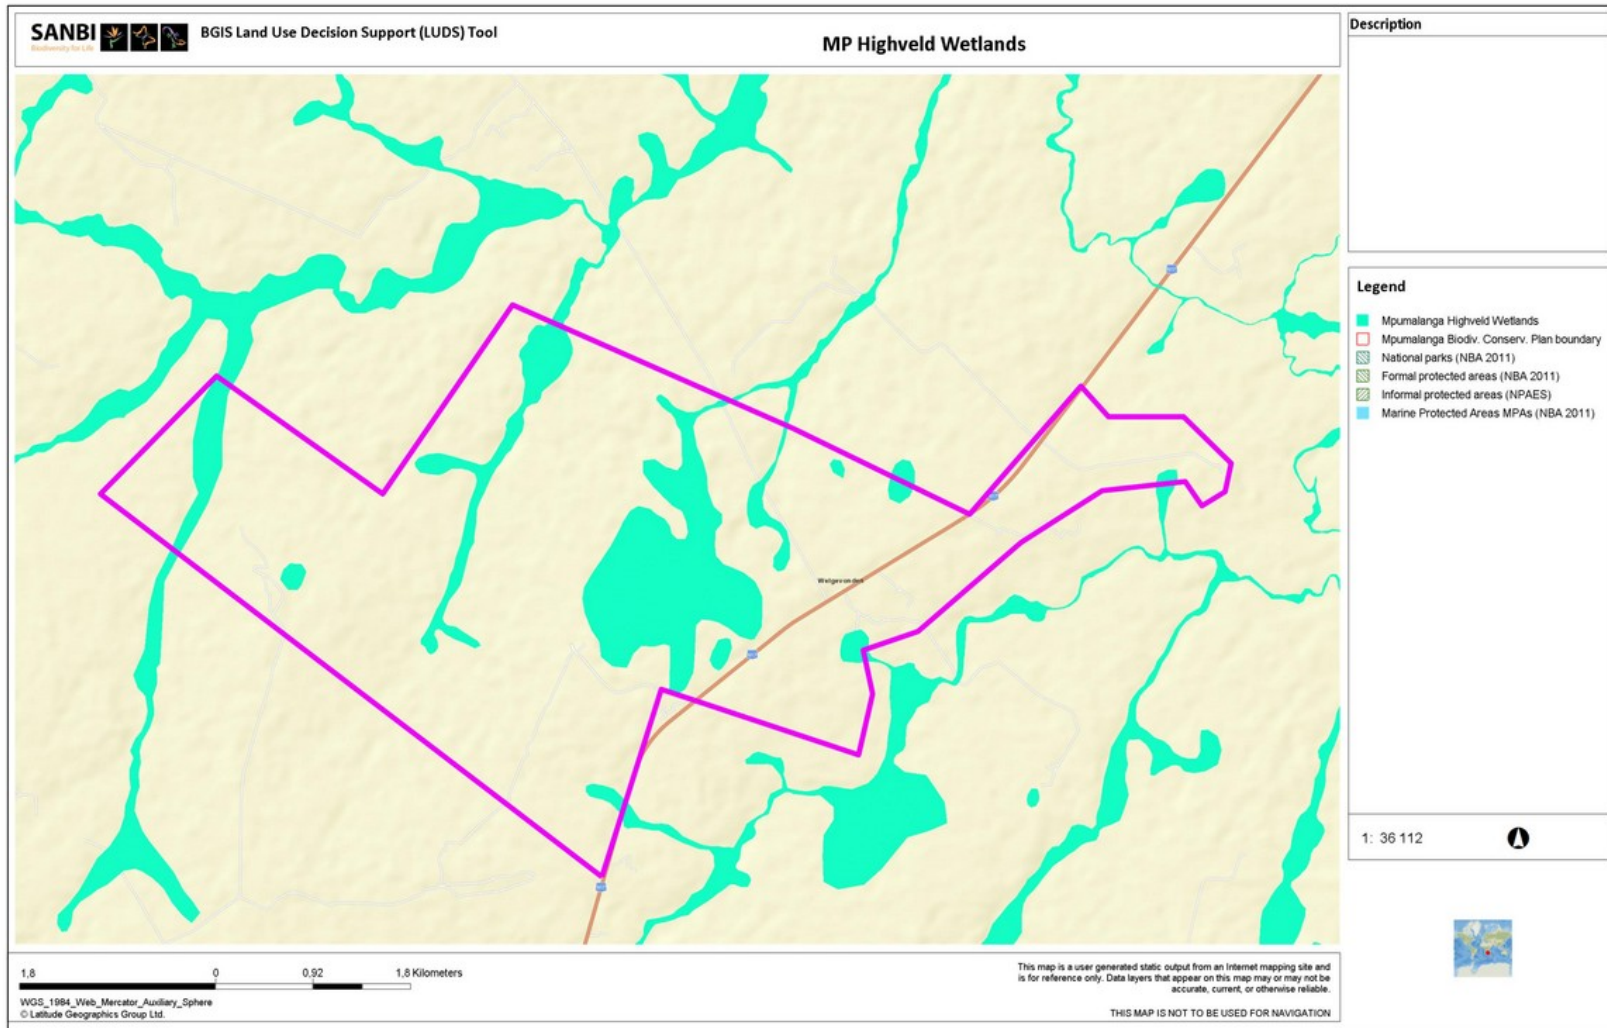 SANBI
Biodiversity for Life
BGIS Land Use Decision Support (LUDS) Tool
MP Highveld Wetlands
Description
Welgevonden
Legend
Mpumalanga Highveld Wetlands
Mpumalanga Biodiv. Conserv. Plan boundary
National parks (NBA 2011)
Formal protected areas (NBA 2011)
Informal protected areas (NPAES)
Marine Protected Areas MPAs (NBA 2011)
1: 36 112
1,8 0 0,92 1,8 Kilometers
WGS_1984_Web_Mercator_Auxiliary_Sphere
© Latitude Geographics Group Ltd.
This map is a user generated static output from an Internet mapping site and
is for reference only. Data layers that appear on this map may or may not be
accurate, current, or otherwise reliable.
THIS MAP IS NOT TO BE USED FOR NAVIGATION